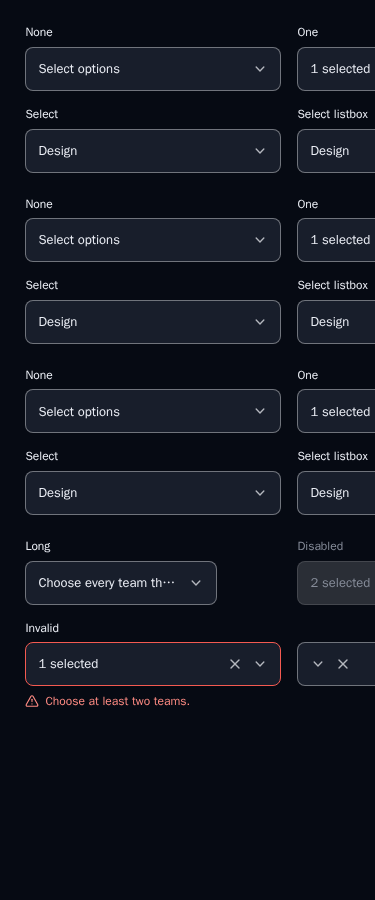 None
One
Select options
1 selected
Select
Select listbox
Design
Design
None
One
Select options
1 selected
Select
Select listbox
Design
Design
None
One
Select options
1 selected
Select
Select listbox
Design
Design
Long
Disabled
Choose every team th⋯
2 selected
Invalid
1 selected
Choose at least two teams.